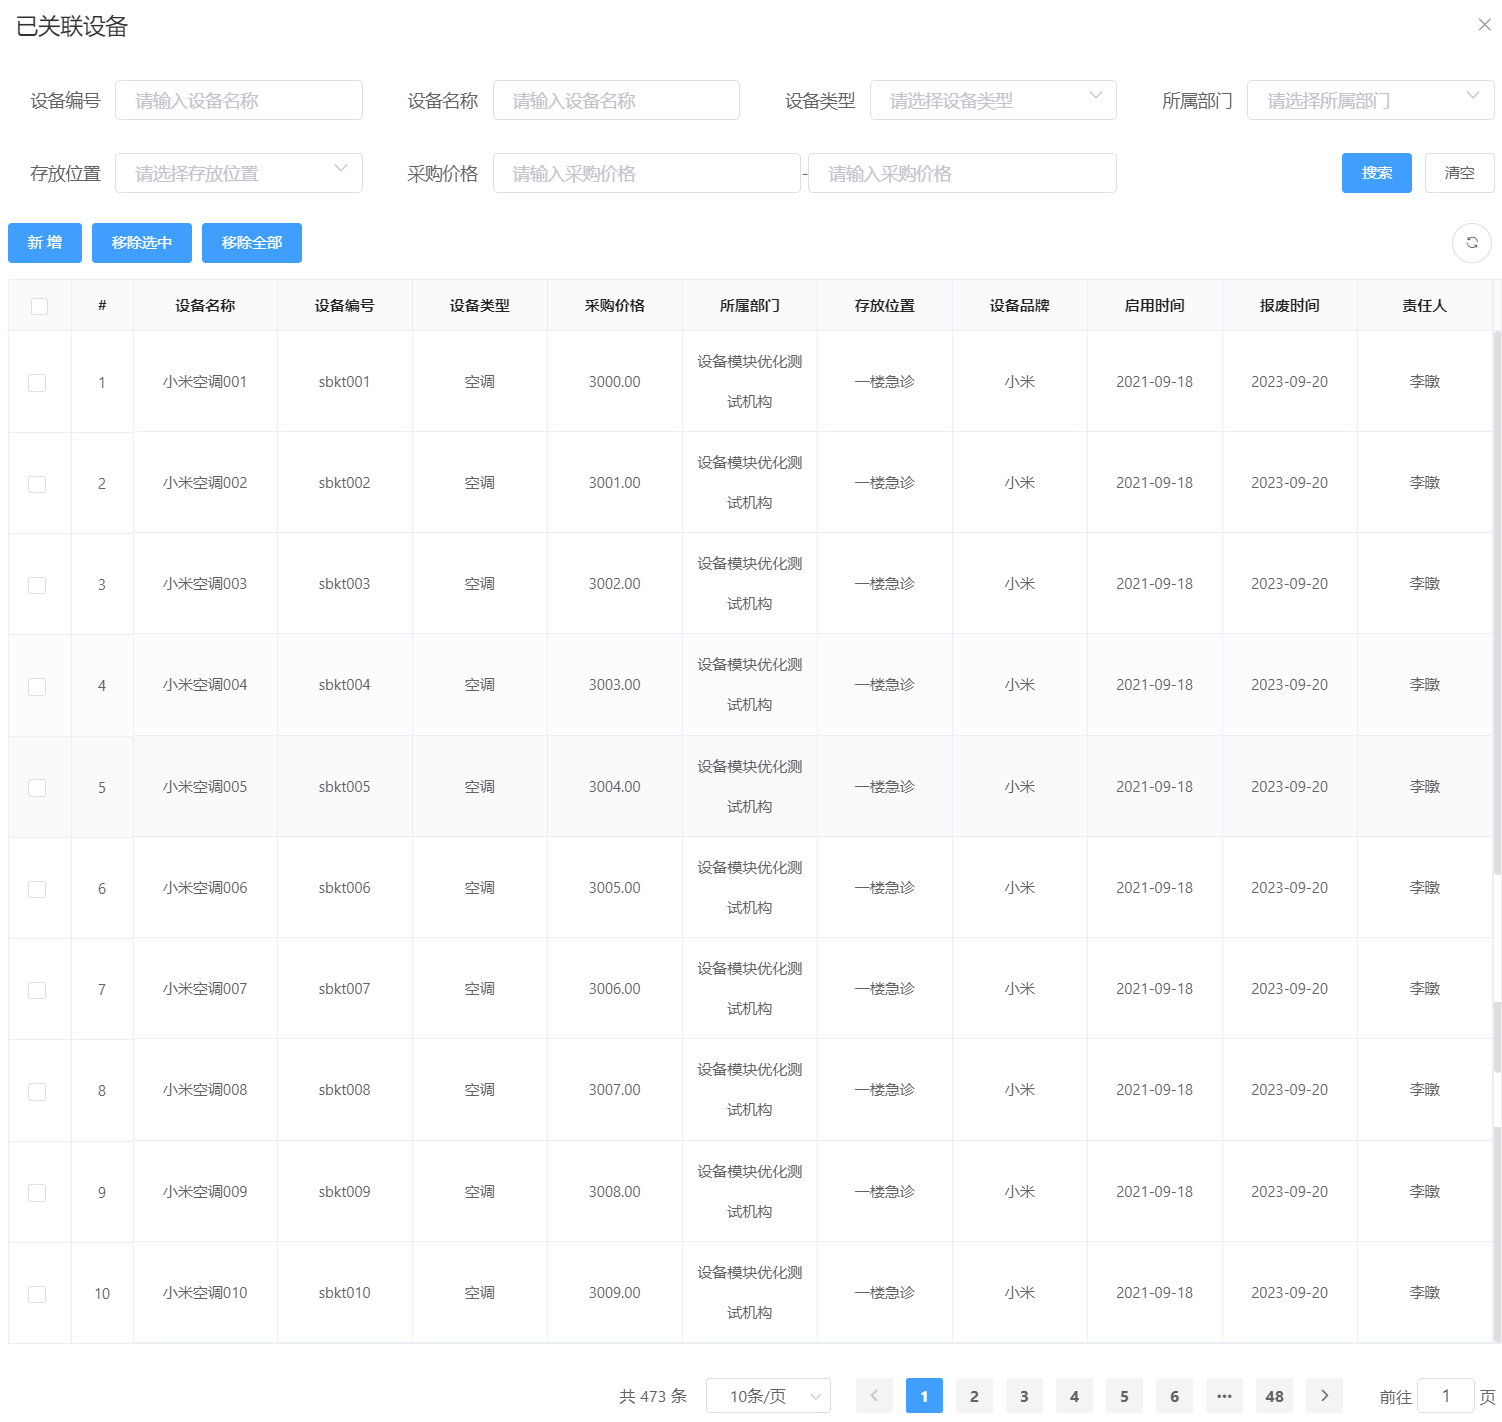 已关联设备
设备编号 请输入设备名称 设备名称 请输入设备名称 设备类型 请选择设备类型 所属部门 请选择所属部门
存放位置 请选择存放位置 采购价格 请输入采购价格 - 请输入采购价格 搜索 清空
新 增 移除选中 移除全部
# 设备名称 设备编号 设备类型 采购价格 所属部门 存放位置 设备品牌 启用时间 报废时间 责任人
1 小米空调001 sbkt001 空调 3000.00 设备模块优化测试机构 一楼急诊 小米 2021-09-18 2023-09-20 李暾
2 小米空调002 sbkt002 空调 3001.00 设备模块优化测试机构 一楼急诊 小米 2021-09-18 2023-09-20 李暾
3 小米空调003 sbkt003 空调 3002.00 设备模块优化测试机构 一楼急诊 小米 2021-09-18 2023-09-20 李暾
4 小米空调004 sbkt004 空调 3003.00 设备模块优化测试机构 一楼急诊 小米 2021-09-18 2023-09-20 李暾
5 小米空调005 sbkt005 空调 3004.00 设备模块优化测试机构 一楼急诊 小米 2021-09-18 2023-09-20 李暾
6 小米空调006 sbkt006 空调 3005.00 设备模块优化测试机构 一楼急诊 小米 2021-09-18 2023-09-20 李暾
7 小米空调007 sbkt007 空调 3006.00 设备模块优化测试机构 一楼急诊 小米 2021-09-18 2023-09-20 李暾
8 小米空调008 sbkt008 空调 3007.00 设备模块优化测试机构 一楼急诊 小米 2021-09-18 2023-09-20 李暾
9 小米空调009 sbkt009 空调 3008.00 设备模块优化测试机构 一楼急诊 小米 2021-09-18 2023-09-20 李暾
10 小米空调010 sbkt010 空调 3009.00 设备模块优化测试机构 一楼急诊 小米 2021-09-18 2023-09-20 李暾
共 473 条 10条/页 1 2 3 4 5 6 ••• 48 前往 1 页